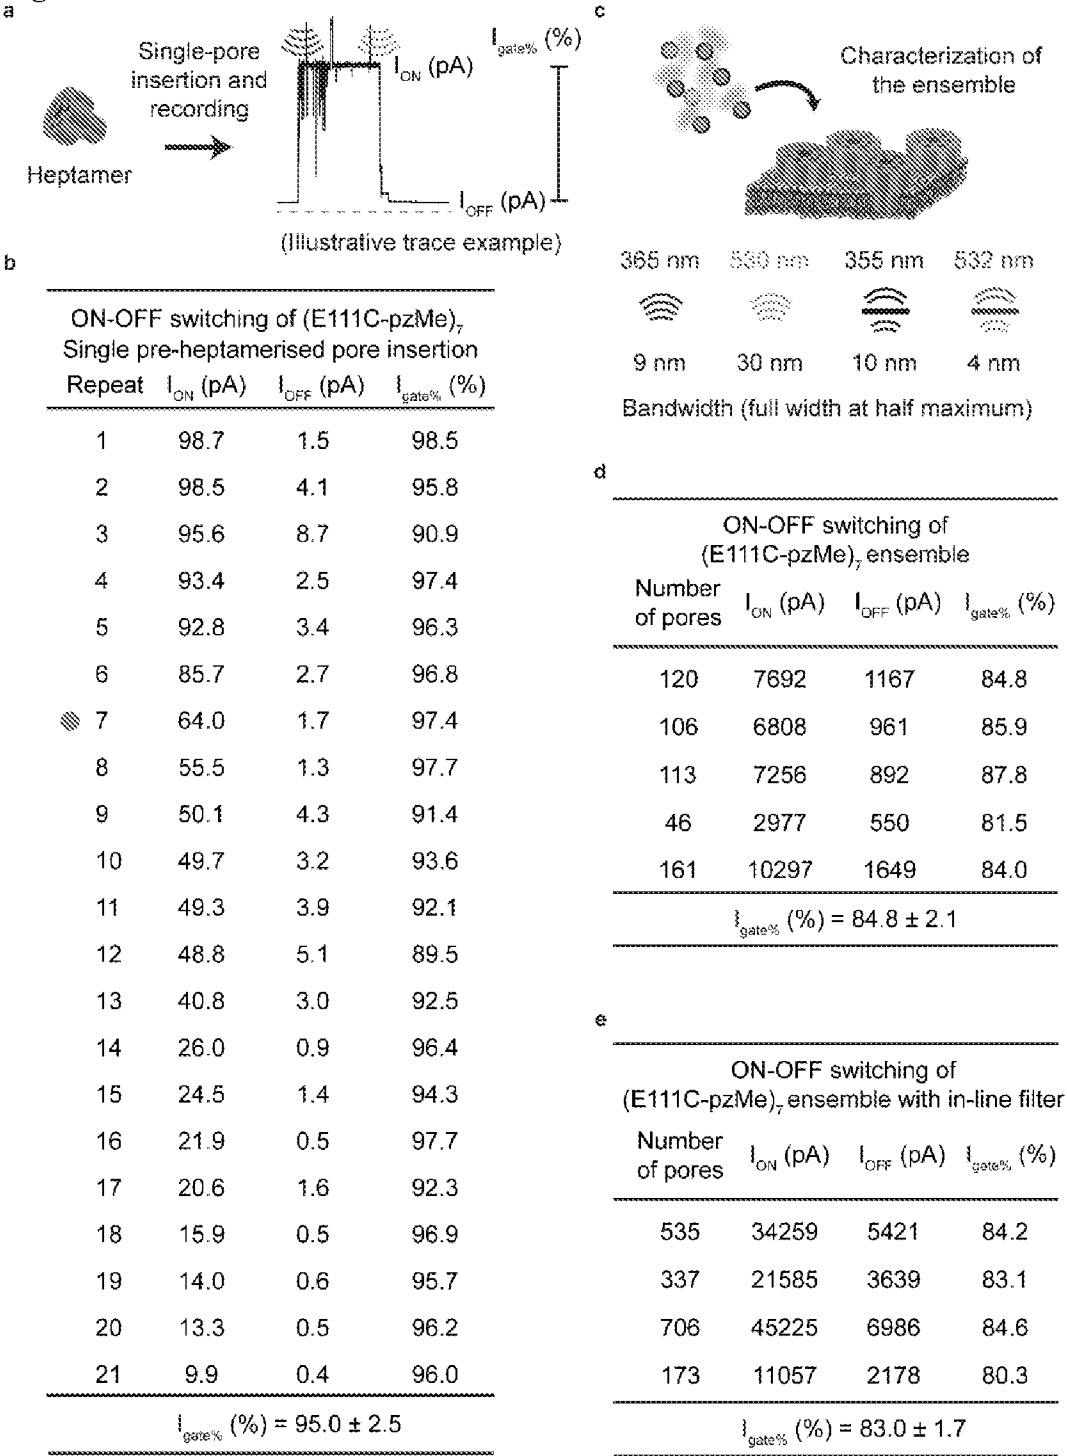 a
Single-pore
insertion and
recording
Heptamer
I_gate% (%)
I_ON (pA)
I_OFF (pA)
(Illustrative trace example)
b
ON-OFF switching of (E111C-pzMe)₇
Single pre-heptamerised pore insertion
Repeat I_ON (pA) I_OFF (pA) I_gate% (%)
1 98.7 1.5 98.5
2 98.5 4.1 95.8
3 95.6 8.7 90.9
4 93.4 2.5 97.4
5 92.8 3.4 96.3
6 85.7 2.7 96.8
7 64.0 1.7 97.4
8 55.5 1.3 97.7
9 50.1 4.3 91.4
10 49.7 3.2 93.6
11 49.3 3.9 92.1
12 48.8 5.1 89.5
13 40.8 3.0 92.5
14 26.0 0.9 96.4
15 24.5 1.4 94.3
16 21.9 0.5 97.7
17 20.6 1.6 92.3
18 15.9 0.5 96.9
19 14.0 0.6 95.7
20 13.3 0.5 96.2
21 9.9 0.4 96.0
I_gate% (%) = 95.0 ± 2.5
c
Characterization of
the ensemble
365 nm 530 nm 355 nm 532 nm
9 nm 30 nm 10 nm 4 nm
Bandwidth (full width at half maximum)
d
ON-OFF switching of
(E111C-pzMe)₇ ensemble
Number
of pores I_ON (pA) I_OFF (pA) I_gate% (%)
120 7692 1167 84.8
106 6808 961 85.9
113 7256 892 87.8
46 2977 550 81.5
161 10297 1649 84.0
I_gate% (%) = 84.8 ± 2.1
e
ON-OFF switching of
(E111C-pzMe)₇ ensemble with in-line filter
Number
of pores I_ON (pA) I_OFF (pA) I_gate% (%)
535 34259 5421 84.2
337 21585 3639 83.1
706 45225 6986 84.6
173 11057 2178 80.3
I_gate% (%) = 83.0 ± 1.7